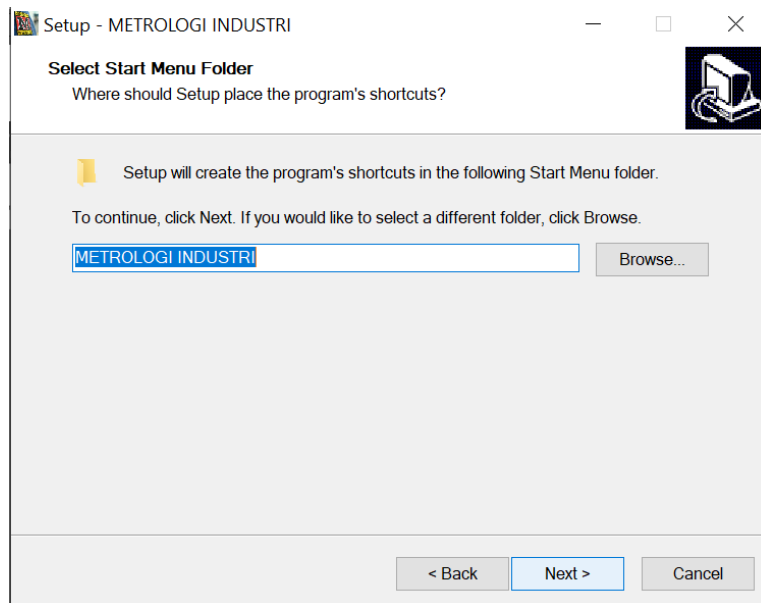 Setup - METROLOGI INDUSTRI
Select Start Menu Folder
Where should Setup place the program's shortcuts?
Setup will create the program's shortcuts in the following Start Menu folder.
To continue, click Next. If you would like to select a different folder, click Browse.
METROLOGI INDUSTRI
Browse...
< Back
Next >
Cancel